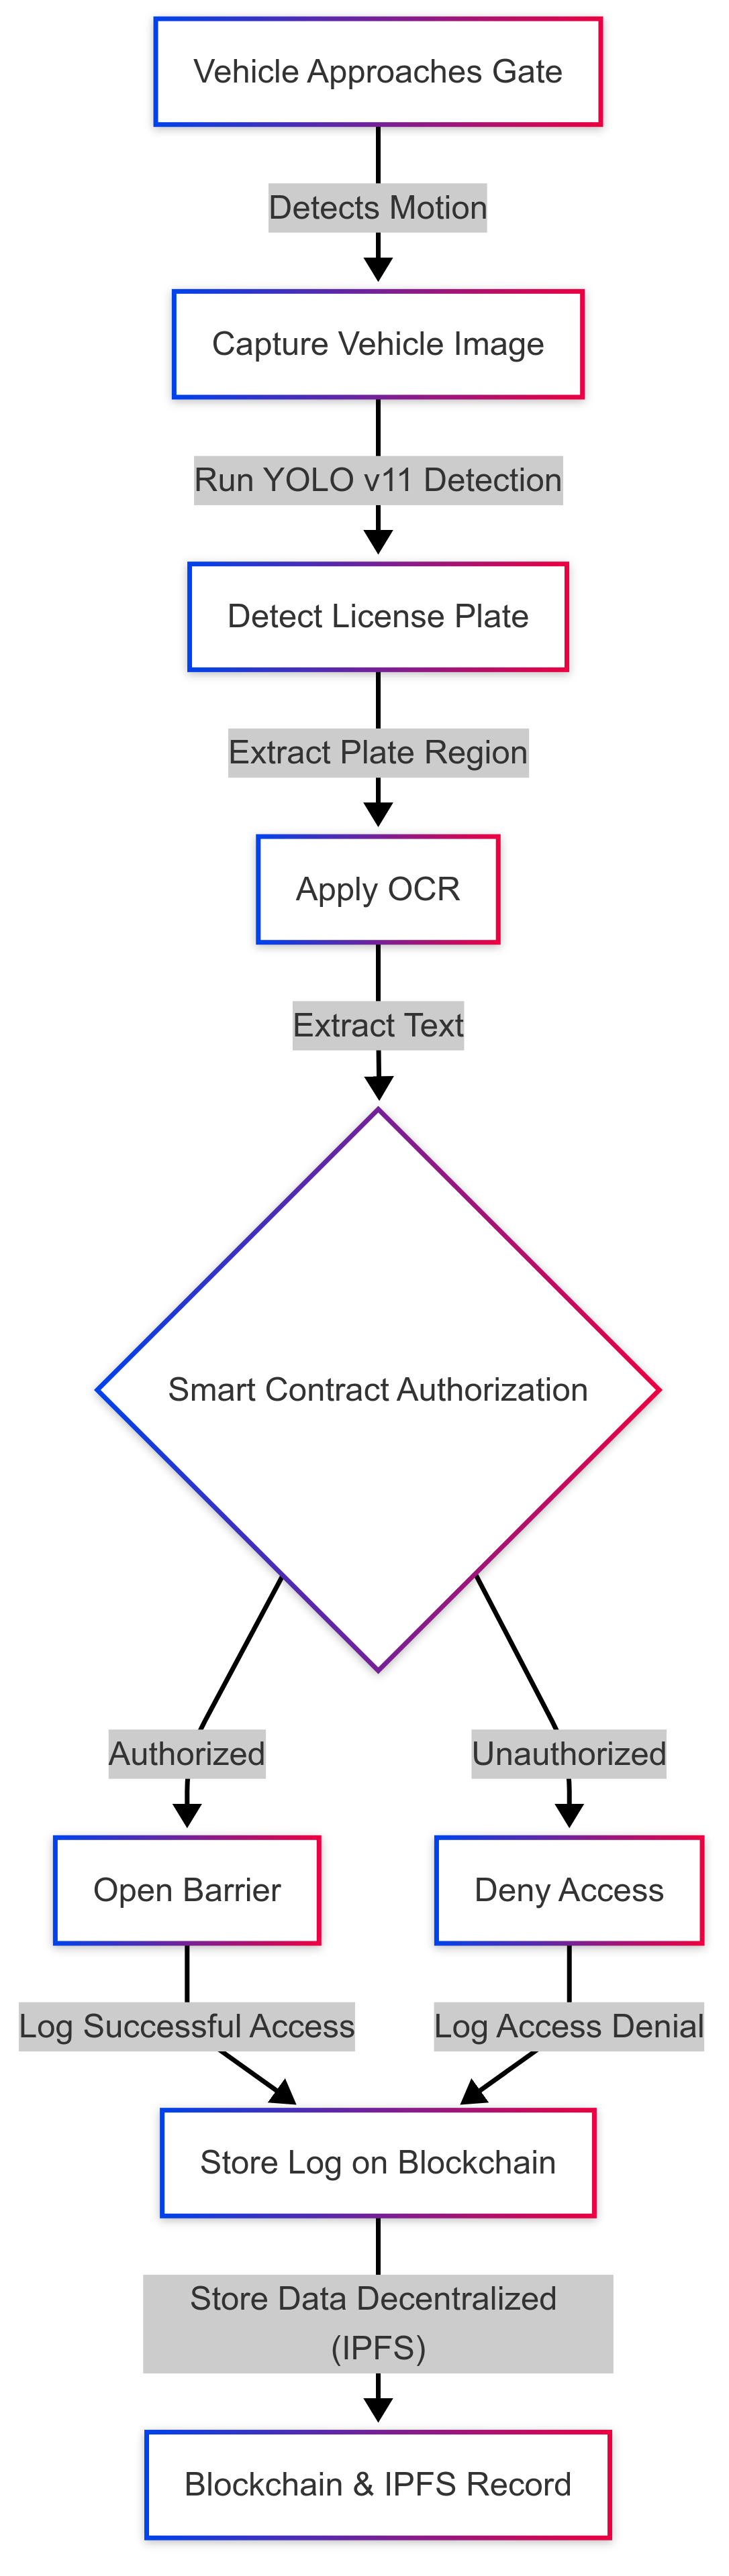 Vehicle Approaches Gate
Detects Motion
Capture Vehicle Image
Run YOLO v11 Detection
Detect License Plate
Extract Plate Region
Apply OCR
Extract Text
Smart Contract Authorization
Authorized
Unauthorized
Open Barrier
Deny Access
Log Successful Access
Log Access Denial
Store Log on Blockchain
Store Data Decentralized
(IPFS)
Blockchain & IPFS Record